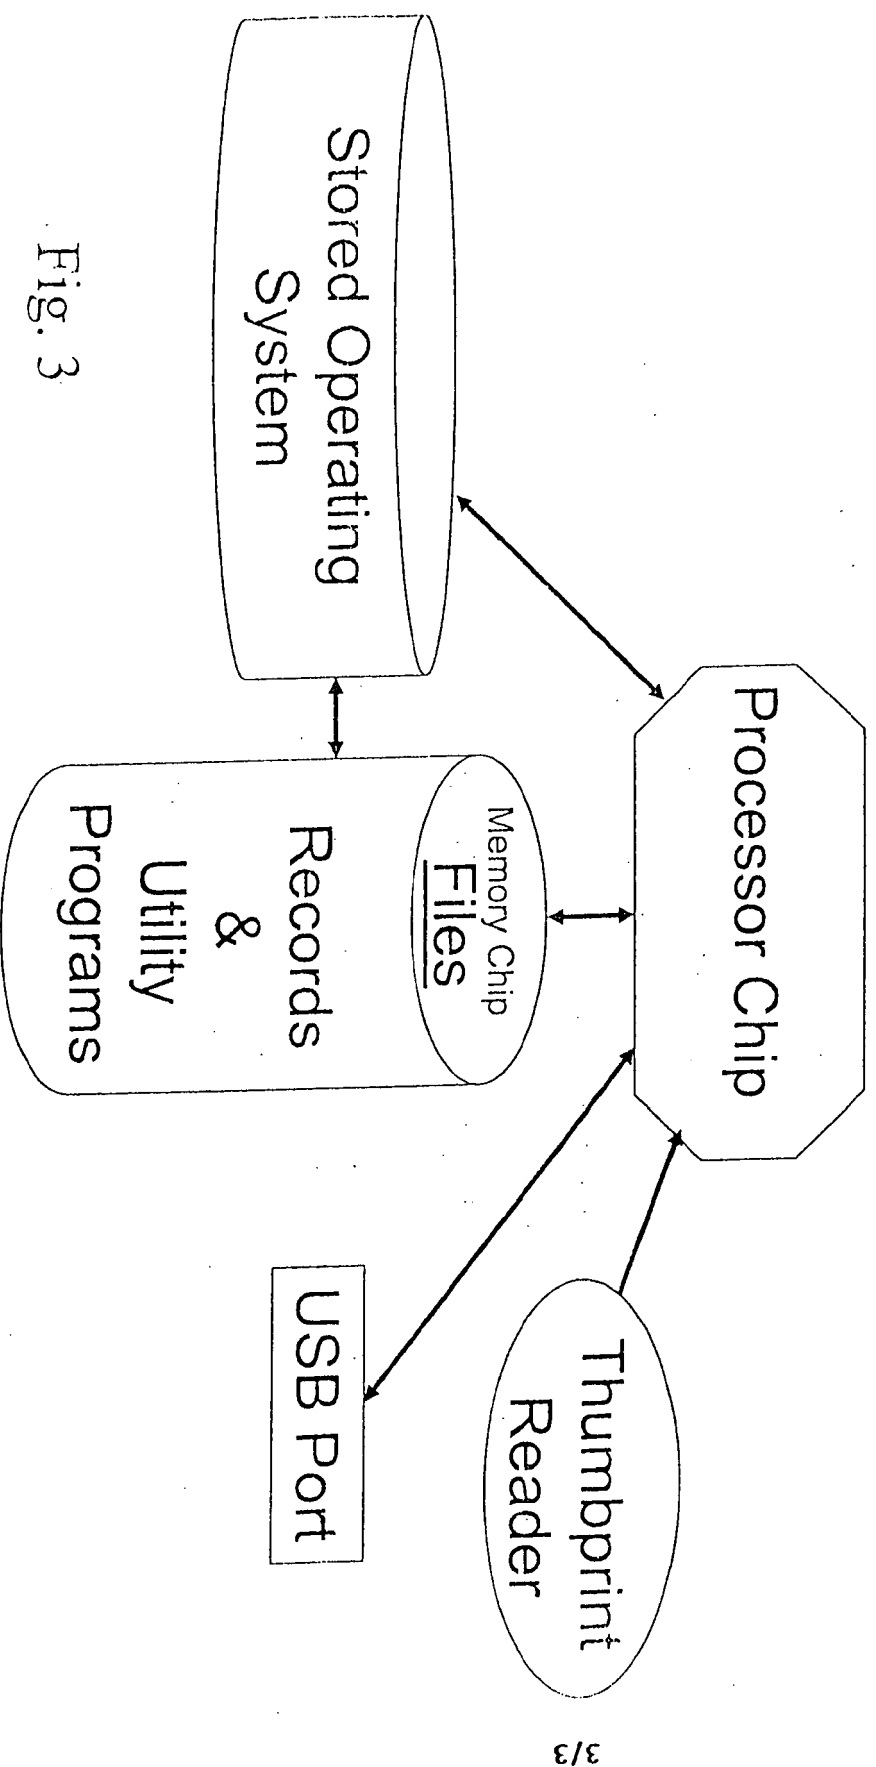 Processor Chip
Thumbprint
Reader
Memory Chip
Files
Stored Operating
System
Records
&
Utility
Programs
USB Port
Fig. 3
3/3